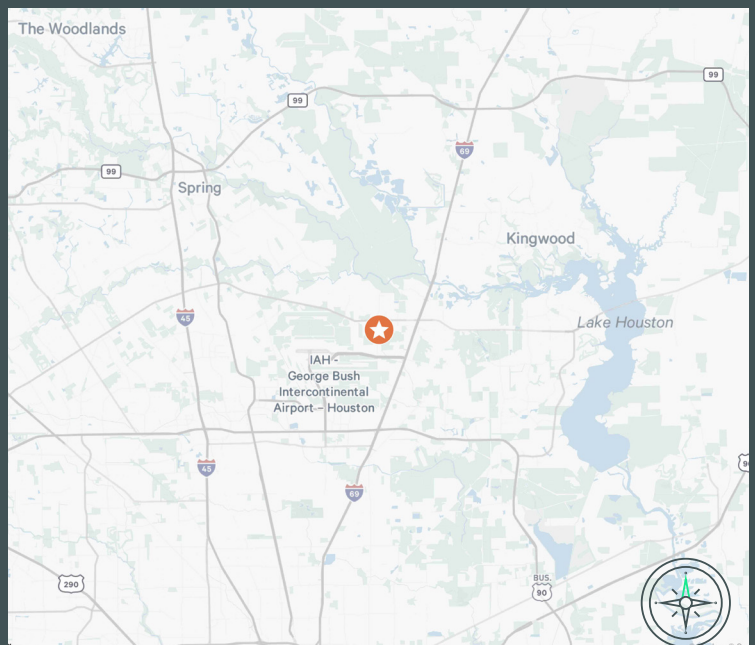 The Woodlands
99
99
99
69
Spring
Kingwood
45
Lake Houston
IAH -
George Bush
Intercontinental
Airport - Houston
45
69
BUS.
90
290